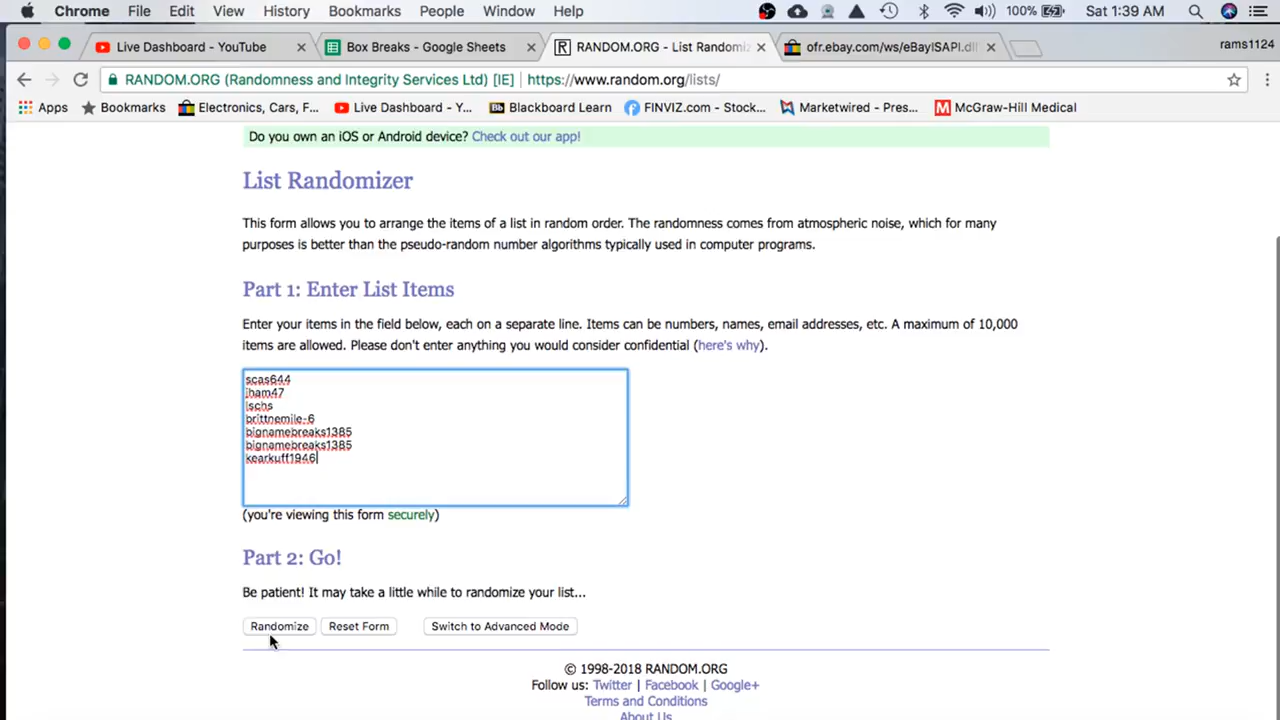 Chrome File Edit View History Bookmarks People Window Help 100% Sat 1:39 AM
Live Dashboard - YouTube Box Breaks - Google Sheets RANDOM.ORG - List Randomiz ofr.ebay.com/ws/eBayISAPI.dll rams1124
RANDOM.ORG (Randomness and Integrity Services Ltd) [IE] https://www.random.org/lists/
Apps Bookmarks Electronics, Cars, F... Live Dashboard - Y... Bb Blackboard Learn FINVIZ.com - Stock... Marketwired - Pres... M McGraw-Hill Medical
Do you own an iOS or Android device? Check out our app!
List Randomizer
This form allows you to arrange the items of a list in random order. The randomness comes from atmospheric noise, which for many
purposes is better than the pseudo-random number algorithms typically used in computer programs.
Part 1: Enter List Items
Enter your items in the field below, each on a separate line. Items can be numbers, names, email addresses, etc. A maximum of 10,000
items are allowed. Please don't enter anything you would consider confidential (here's why).
scas644
jham47
lschs
brittnemile-6
bignamebreaks1385
bignamebreaks1385
kearkuff1946
(you're viewing this form securely)
Part 2: Go!
Be patient! It may take a little while to randomize your list...
Randomize Reset Form Switch to Advanced Mode
© 1998-2018 RANDOM.ORG
Follow us: Twitter | Facebook | Google+
Terms and Conditions
About Us